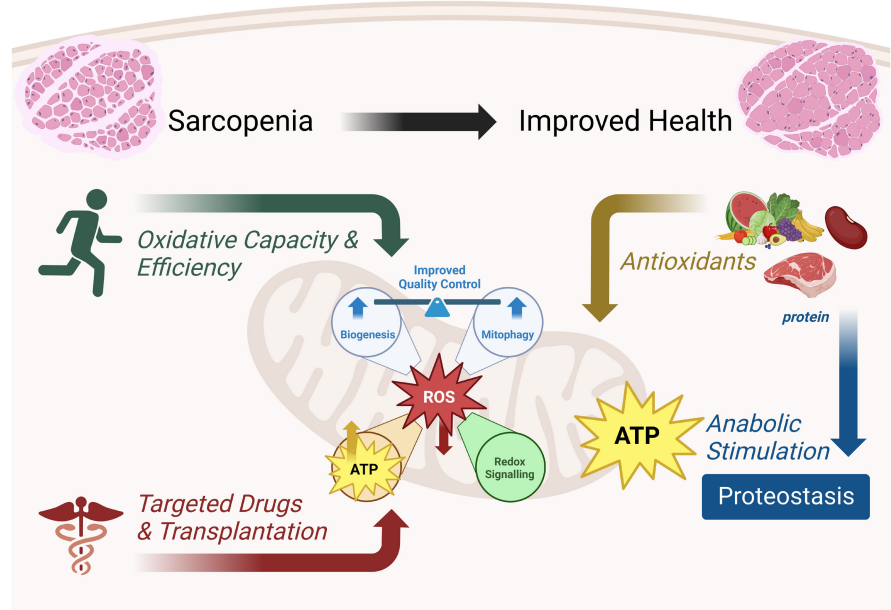 Sarcopenia
Improved Health
Oxidative Capacity &
Efficiency
Antioxidants
Improved
Quality Control
Biogenesis
Mitophagy
protein
ROS
ATP
Redox
Signalling
ATP
Anabolic
Stimulation
Proteostasis
Targeted Drugs
& Transplantation